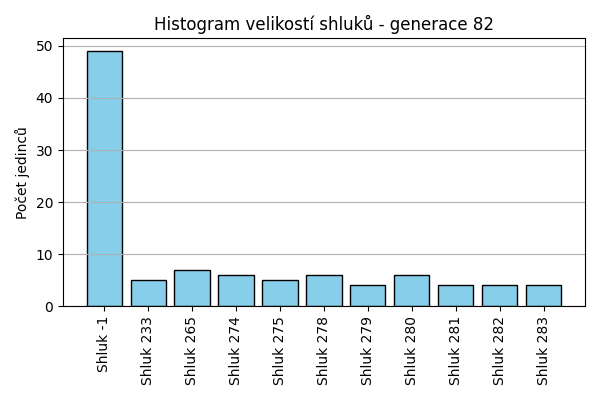 Histogram velikostí shluků - generace 82
Počet jedinců
50
40
30
20
10
0
Shluk -1
Shluk 233
Shluk 265
Shluk 274
Shluk 275
Shluk 278
Shluk 279
Shluk 280
Shluk 281
Shluk 282
Shluk 283